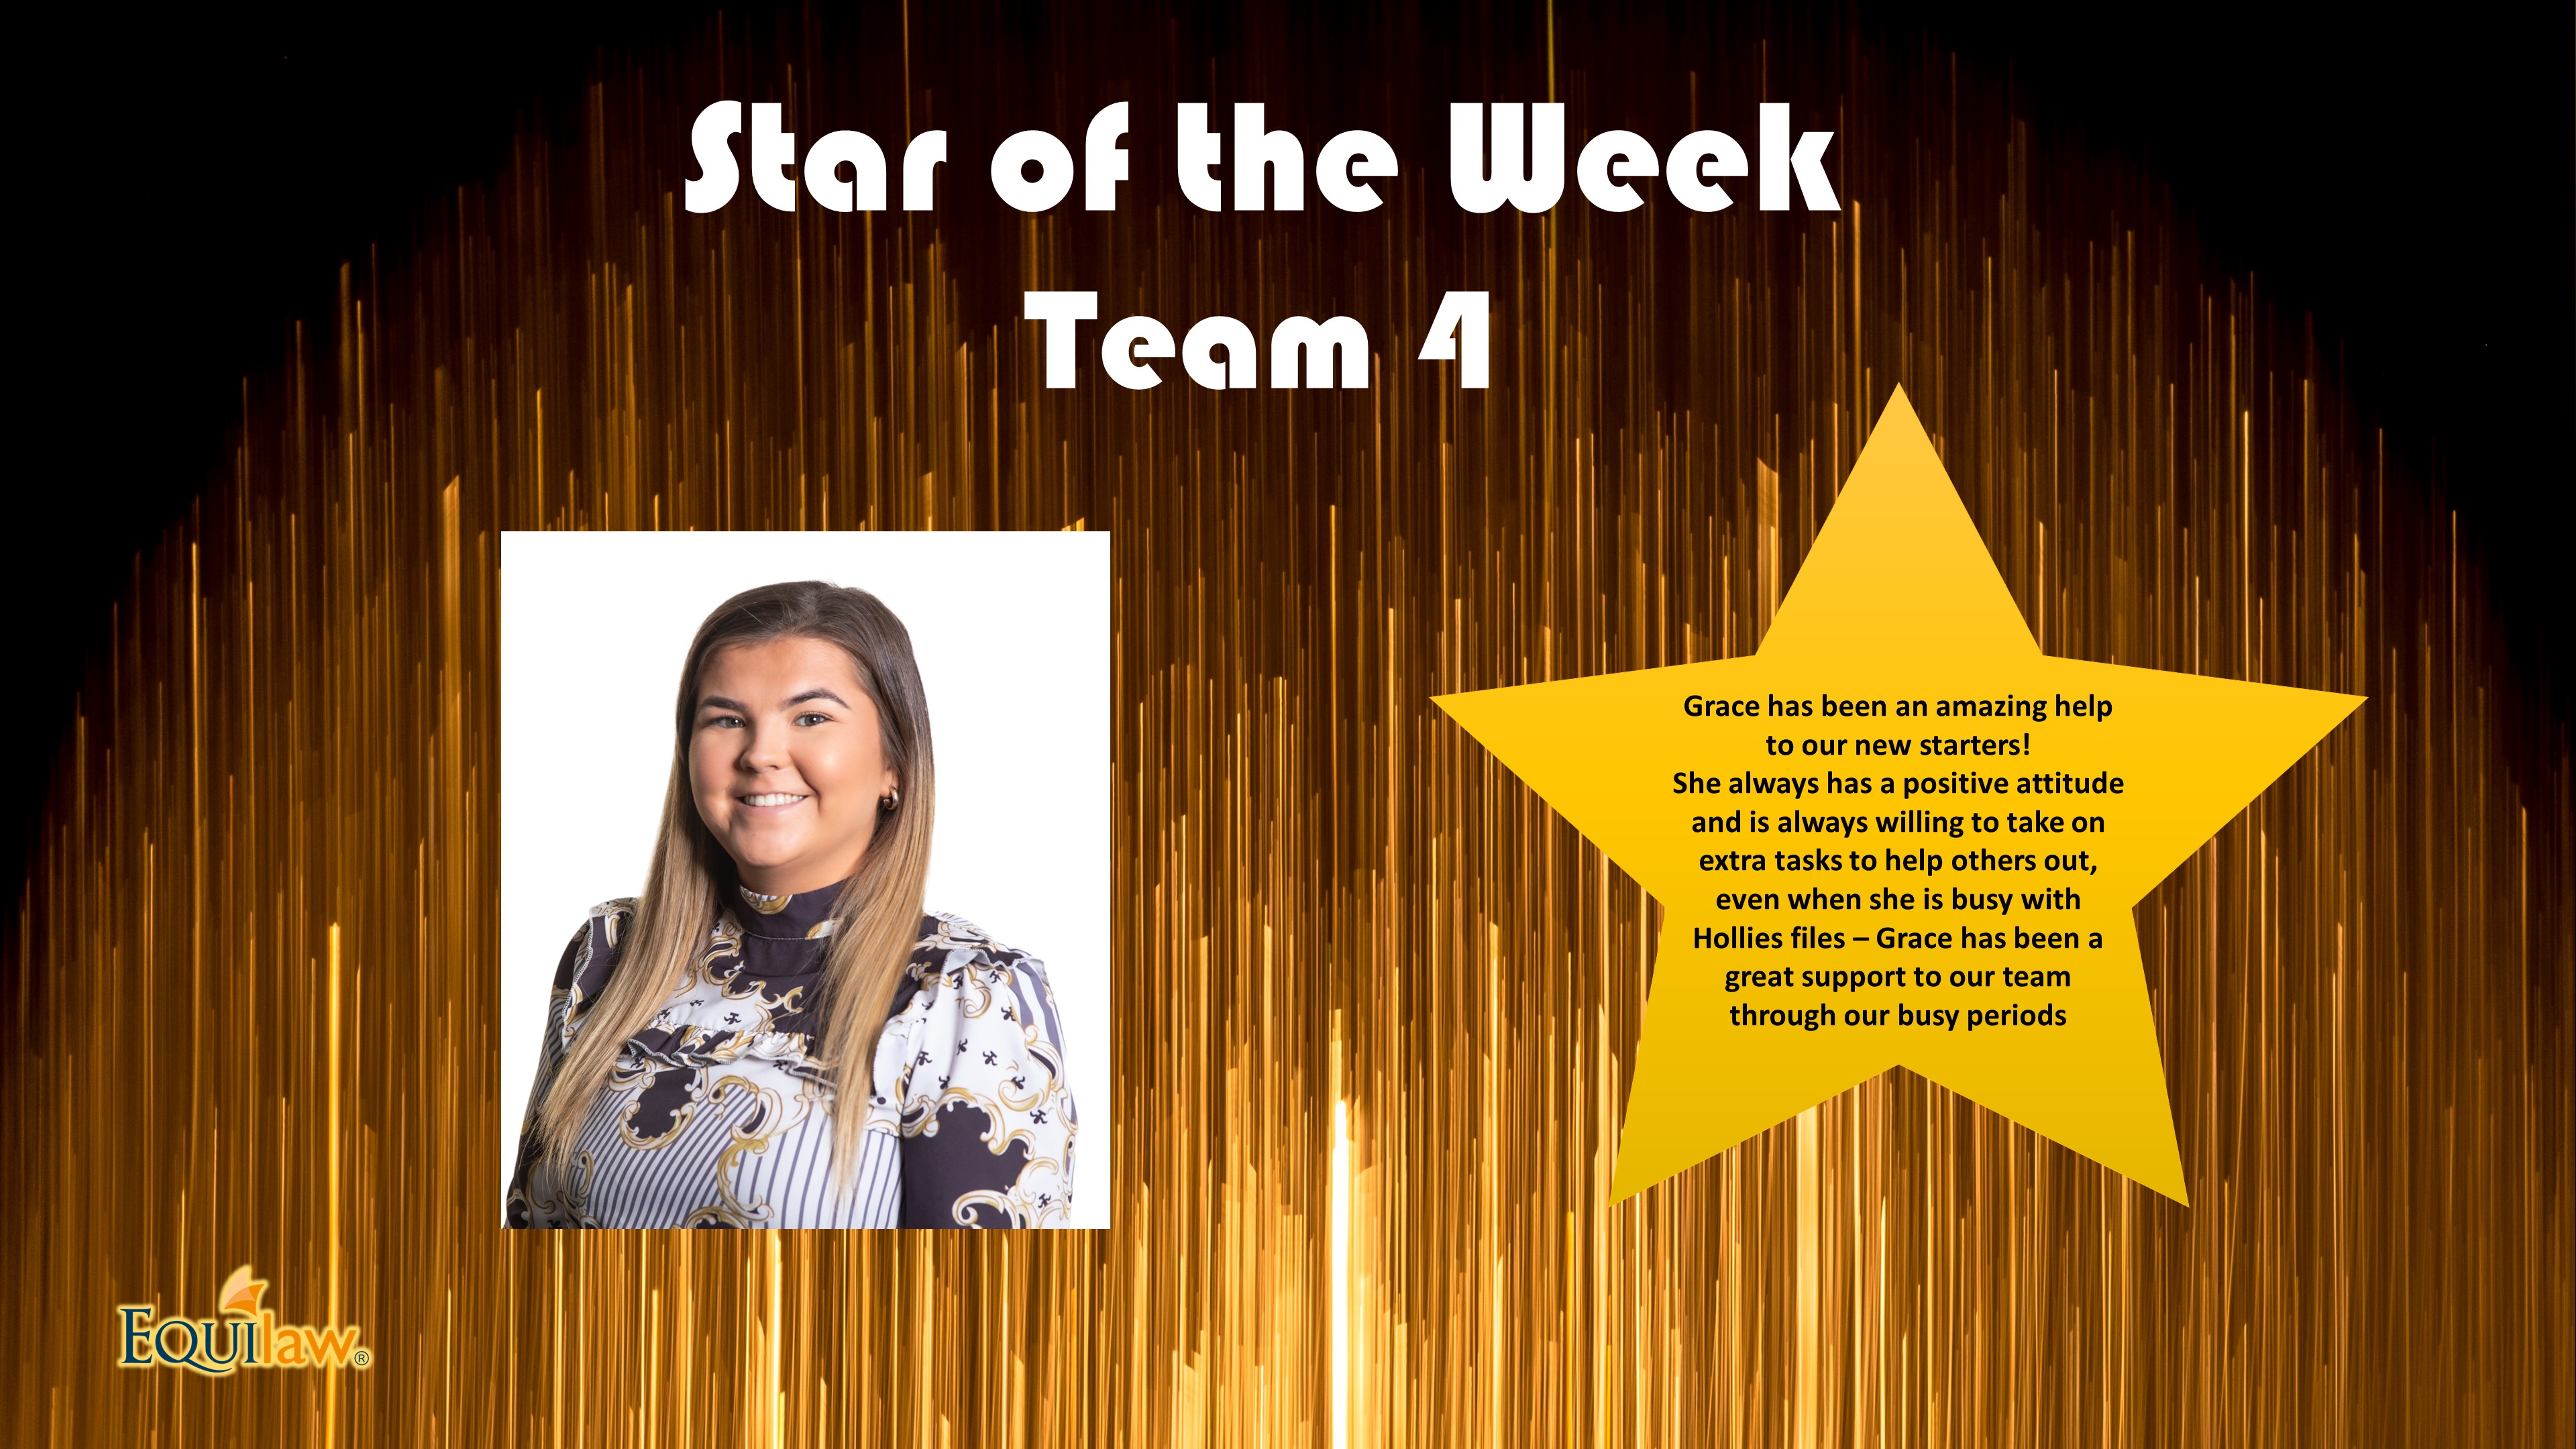 Star of the Week
Team 4
Grace has been an amazing help
to our new starters!
She always has a positive attitude
and is always willing to take on
extra tasks to help others out,
even when she is busy with
Hollies files – Grace has been a
great support to our team
through our busy periods
EQUIlaw®